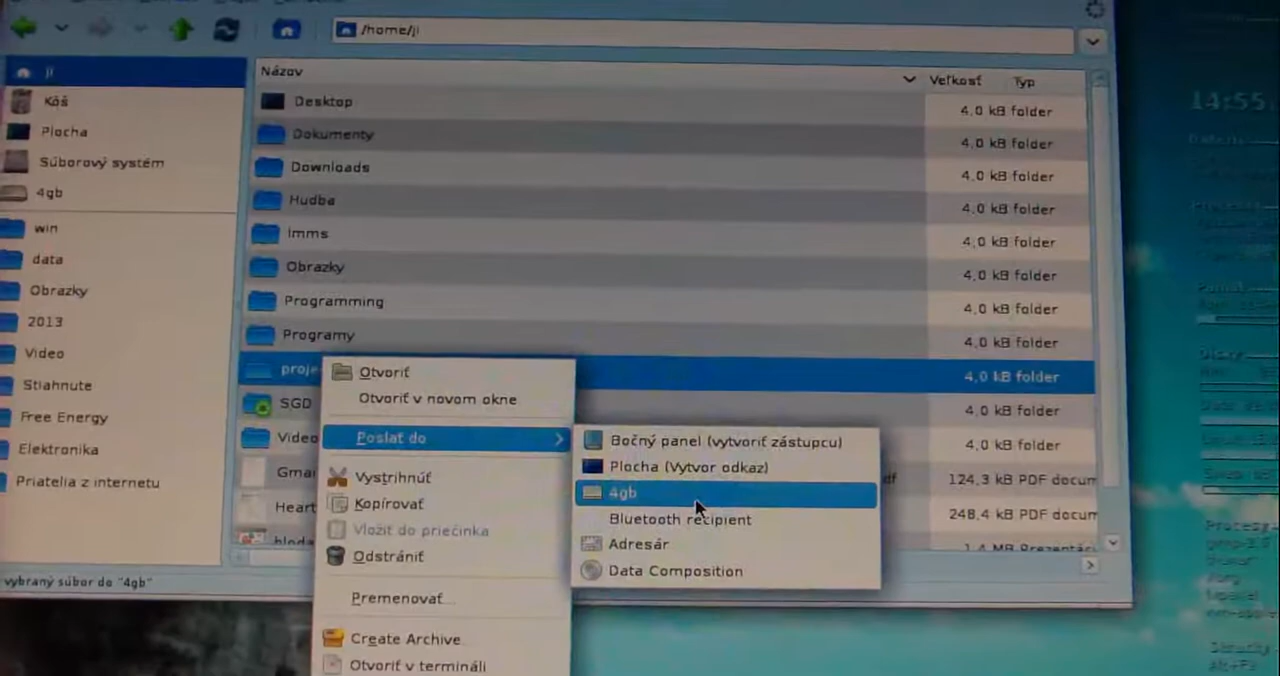 /home/ji
ji
Kôš
Plocha
Súborový systém
4gb
win
data
Obrazky
2013
Video
Stiahnute
Free Energy
Elektronika
Priatelia z internetu
Názov Veľkosť Typ
Desktop 4,0 kB folder
Dokumenty 4,0 kB folder
Downloads 4,0 kB folder
Hudba 4,0 kB folder
imms 4,0 kB folder
Obrazky 4,0 kB folder
Programming 4,0 kB folder
Programy 4,0 kB folder
proje 4,0 kB folder
SGD 4,0 kB folder
Video 4,0 kB folder
Gmai df 124,3 kB PDF docum
Heart 248,4 kB PDF docum
1,4 MB Prezentác
Otvoriť
Otvoriť v novom okne
Poslať do
Vystrihnúť
Kopírovať
Vložiť do priečinka
Odstrániť
Premenovať...
Create Archive...
Otvoriť v termináli
Bočný panel (vytvoriť zástupcu)
Plocha (Vytvor odkaz)
4gb
Bluetooth recipient
Adresár
Data Composition
vybraný súbor do "4gb"
14:55